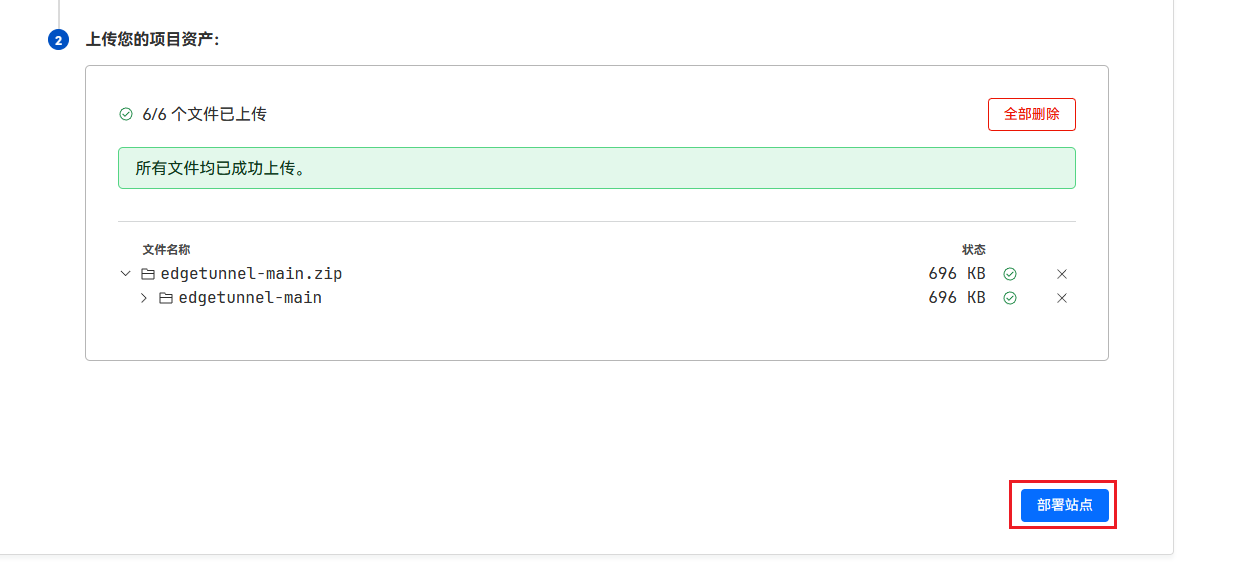 2 上传您的项目资产:
6/6 个文件已上传 全部删除
所有文件均已成功上传。
文件名称 状态
edgetunnel-main.zip 696 KB
edgetunnel-main 696 KB
部署站点